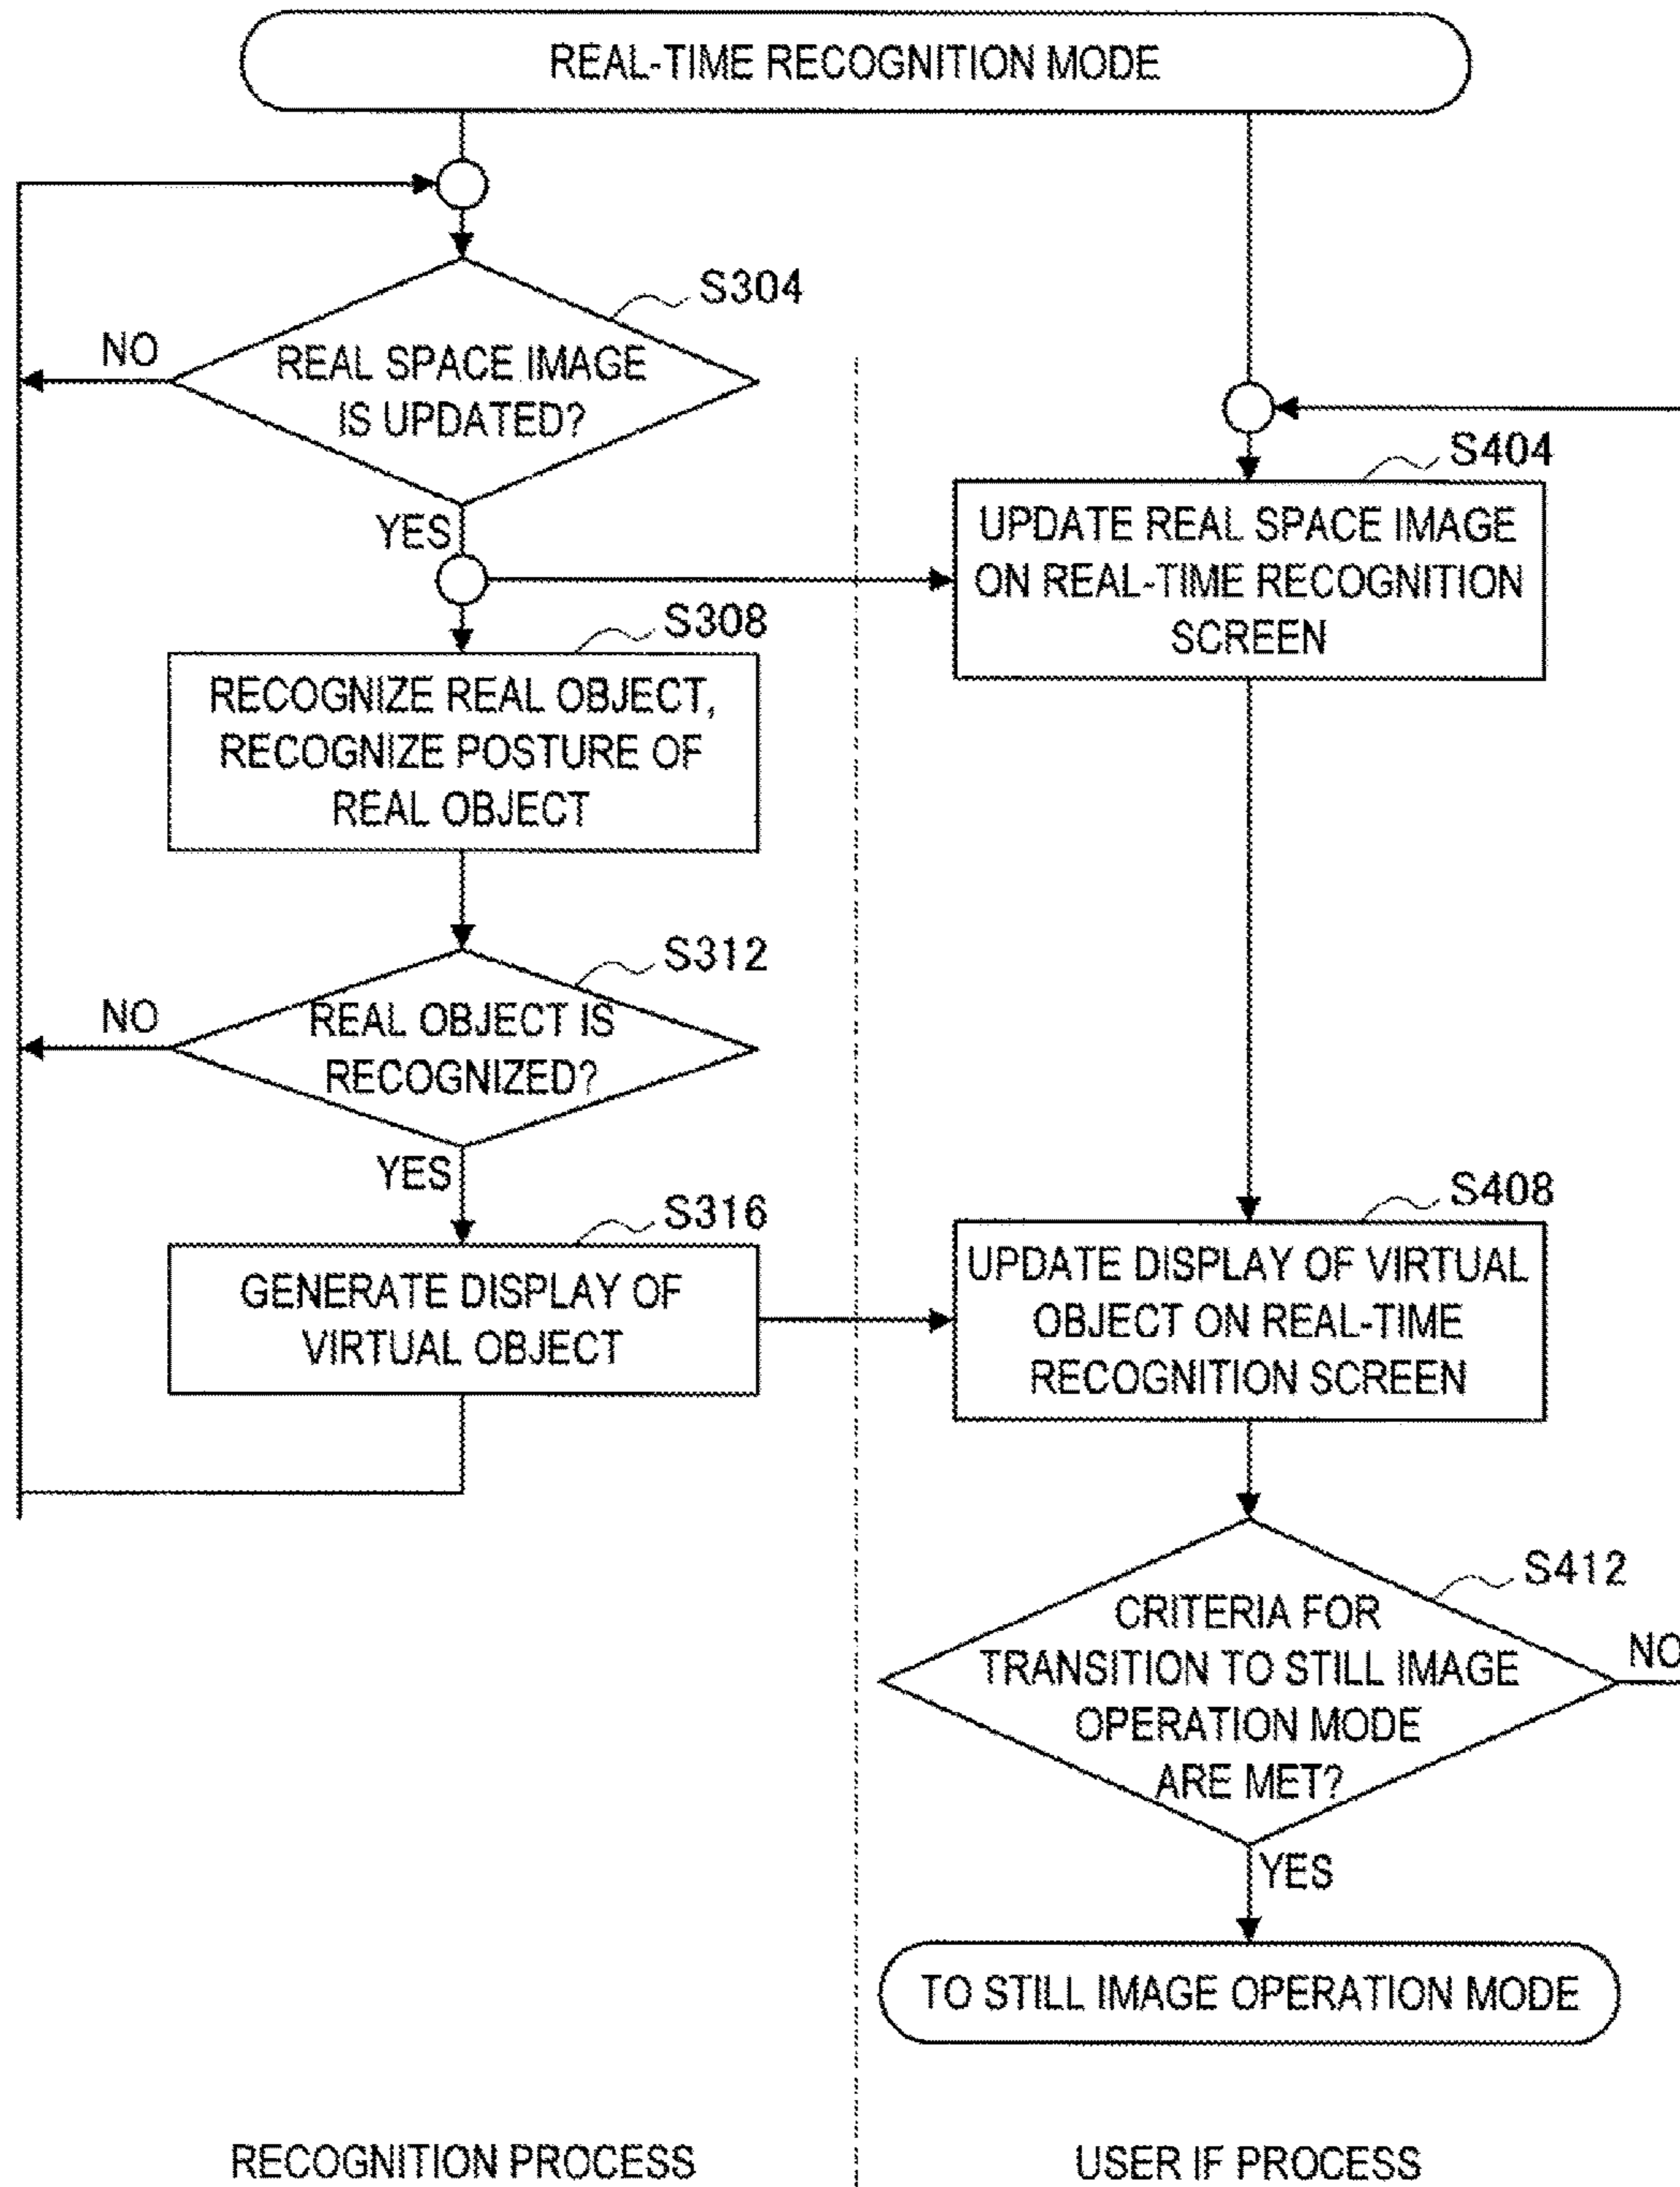 REAL-TIME RECOGNITION MODE
S304
NO
REAL SPACE IMAGE
IS UPDATED?
YES
S308
RECOGNIZE REAL OBJECT,
RECOGNIZE POSTURE OF
REAL OBJECT
S312
NO
REAL OBJECT IS
RECOGNIZED?
YES
S316
GENERATE DISPLAY OF
VIRTUAL OBJECT
S404
UPDATE REAL SPACE IMAGE
ON REAL-TIME RECOGNITION
SCREEN
S408
UPDATE DISPLAY OF VIRTUAL
OBJECT ON REAL-TIME
RECOGNITION SCREEN
S412
CRITERIA FOR
TRANSITION TO STILL IMAGE
OPERATION MODE
ARE MET?
NO
YES
TO STILL IMAGE OPERATION MODE
RECOGNITION PROCESS
USER IF PROCESS